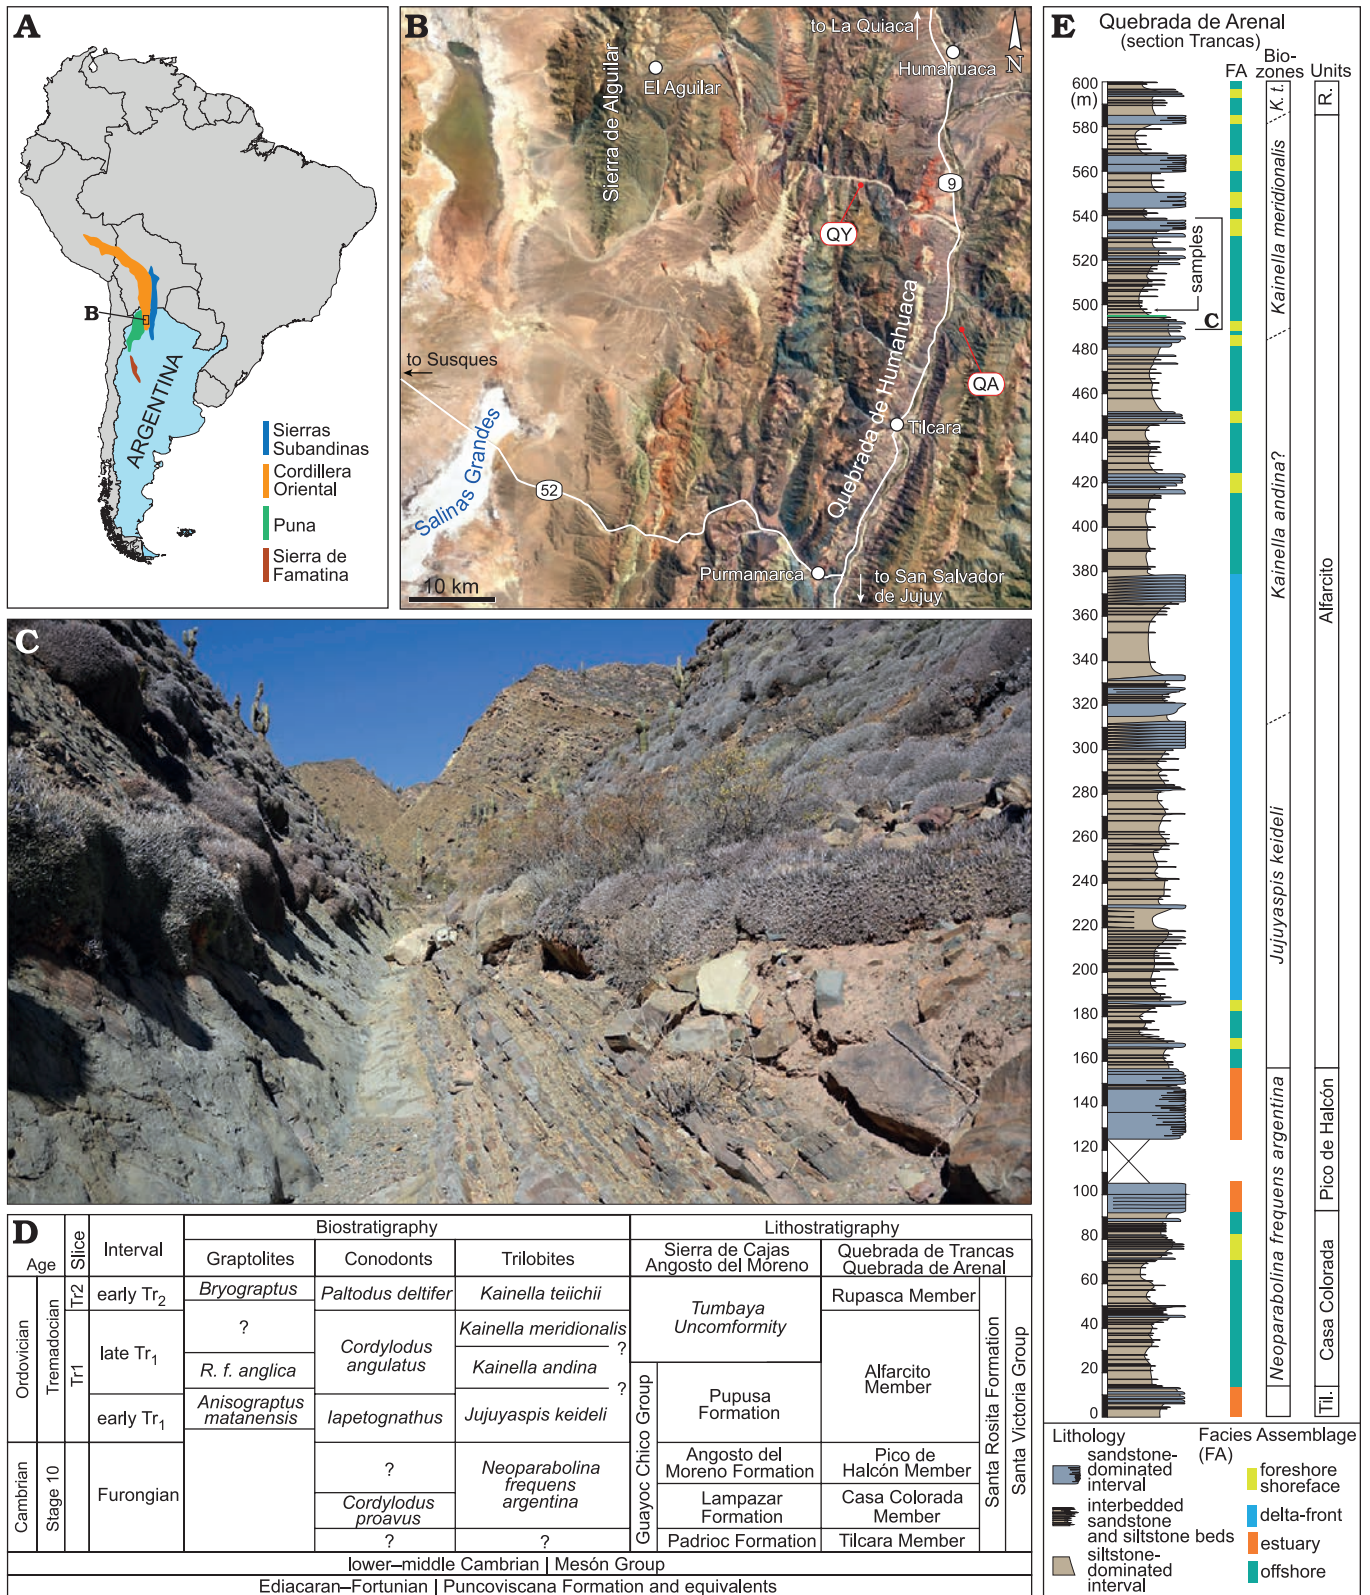 A
B
ARGENTINA
Sierras
Subandinas
Cordillera
Oriental
Puna
Sierra de
Famatina
B
to La Quiaca
N
Humahuaca
El Aguilar
Sierra de Alguilar
9
QY
Quebrada de Humahuaca
QA
to Susques
Tilcara
Salinas Grandes
52
Purmamarca
to San Salvador
de Jujuy
10 km
C
D
Age
Slice
Interval
Biostratigraphy
Lithostratigraphy
Graptolites
Conodonts
Trilobites
Sierra de Cajas
Angosto del Moreno
Quebrada de Trancas
Quebrada de Arenal
Ordovician
Tremadocian
Tr2
early Tr2
Bryograptus
Paltodus deltifer
Kainella teiichii
Tumbaya
Uncomformity
Rupasca Member
Tr1
late Tr1
?
R. f. anglica
Cordylodus
angulatus
Kainella meridionalis
?
Kainella andina
?
Alfarcito
Member
early Tr1
Anisograptus
matanensis
Iapetognathus
Jujuyaspis keideli
Guayoc Chico Group
Pupusa
Formation
Santa Rosita Formation
Santa Victoria Group
Cambrian
Stage 10
Furongian
?
Cordylodus
proavus
?
Neoparabolina
frequens
argentina
?
Angosto del
Moreno Formation
Pico de
Halcón Member
Lampazar
Formation
Casa Colorada
Member
Padrioc Formation
Tilcara Member
lower–middle Cambrian | Mesón Group
Ediacaran–Fortunian | Puncoviscana Formation and equivalents
E
Quebrada de Arenal
(section Trancas)
FA
Bio-
zones
Units
600
(m)
580
560
540
520
500
480
460
440
420
400
380
360
340
320
300
280
260
240
220
200
180
160
140
120
100
80
60
40
20
0
samples
C
K. t.
Kainella meridionalis
Kainella andina?
Jujuyaspis keideli
Neoparabolina frequens argentina
R.
Alfarcito
Pico de Halcón
Casa Colorada
Til.
Lithology
sandstone-
dominated
interval
interbedded
sandstone
and siltstone beds
siltstone-
dominated
interval
Facies Assemblage
(FA)
foreshore
shoreface
delta-front
estuary
offshore